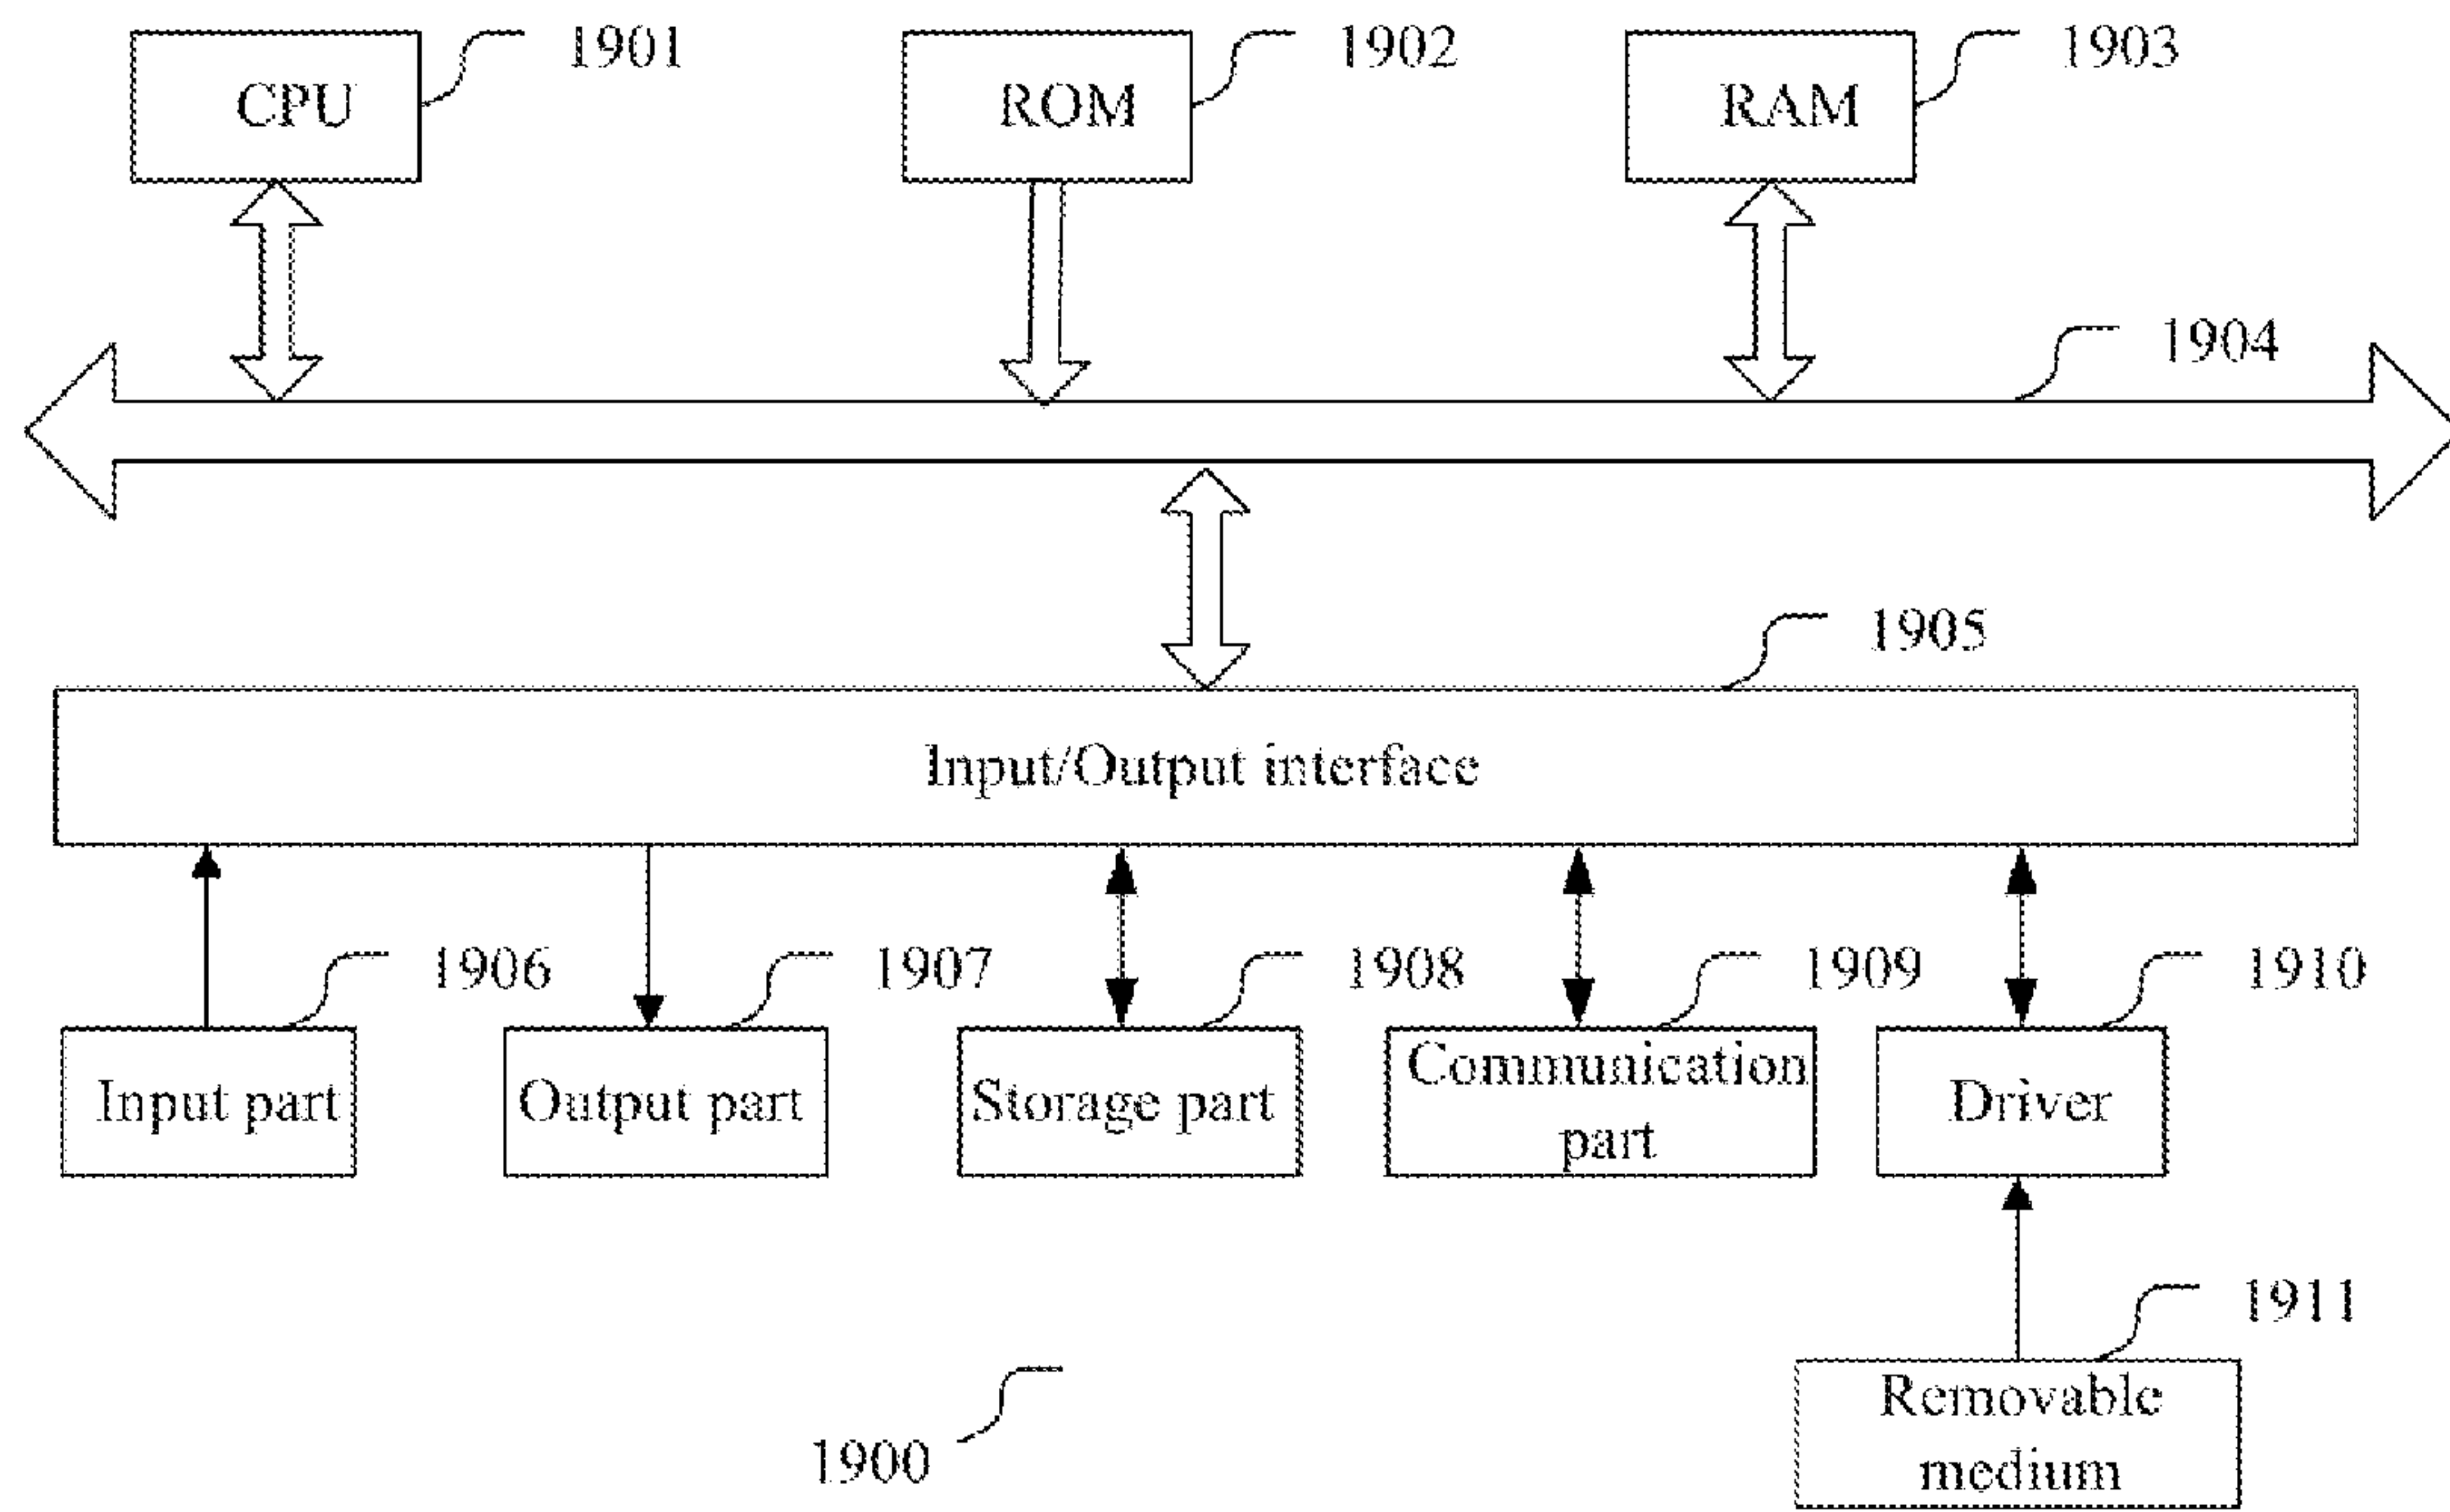 CPU
1901
ROM
1902
RAM
1903
1904
1905
Input/Output interface
1906
1907
1908
1909
1910
Input part
Output part
Storage part
Communication
part
Driver
1911
Removable
medium
1900